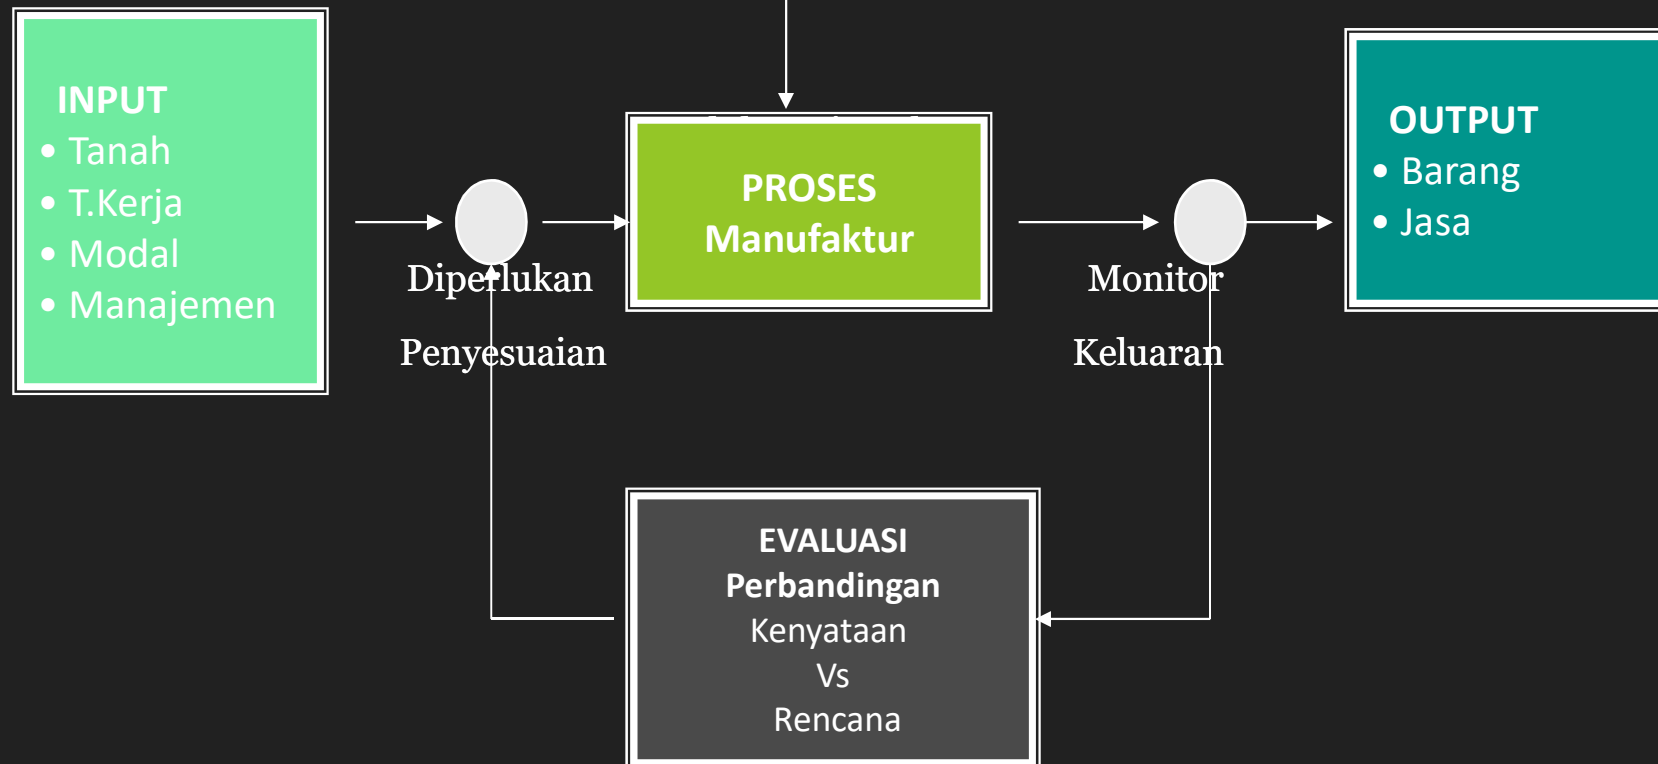 INPUT
• Tanah
• T.Kerja
• Modal
• Manajemen
Diperlukan
Penyesuaian
PROSES
Manufaktur
Monitor
Keluaran
OUTPUT
• Barang
• Jasa
EVALUASI
Perbandingan
Kenyataan
Vs
Rencana